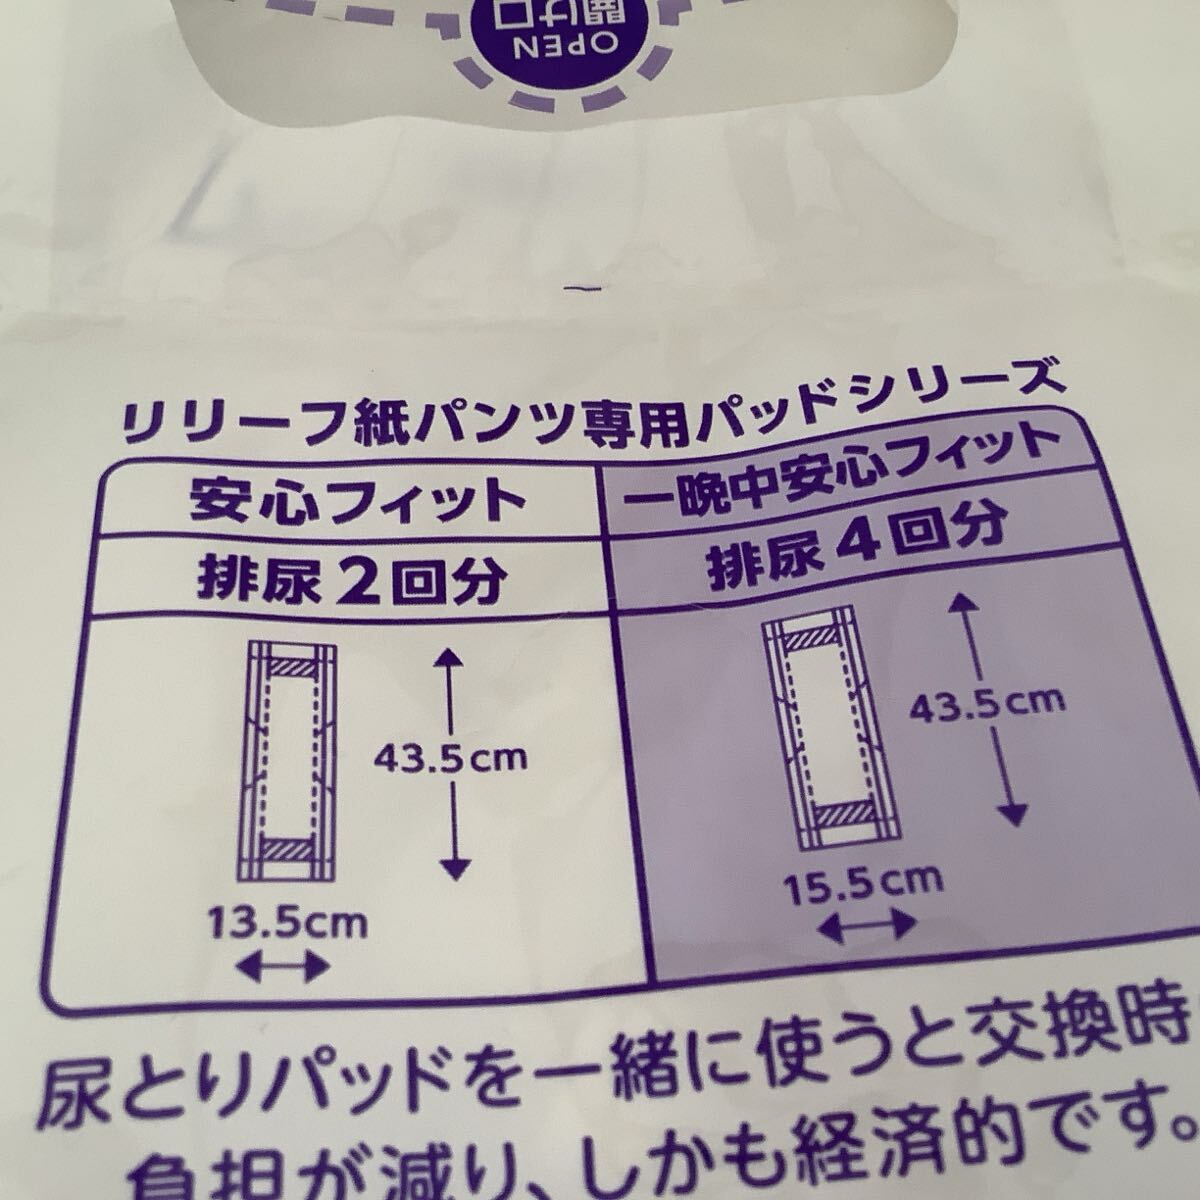 開け口
OPEN
リリーフ紙パンツ専用パッドシリーズ
安心フィット
一晩中安心フィット
排尿2回分
排尿4回分
43.5cm
13.5cm
43.5cm
15.5cm
尿とりパッドを一緒に使うと交換時
負担が減り、しかも経済的です。